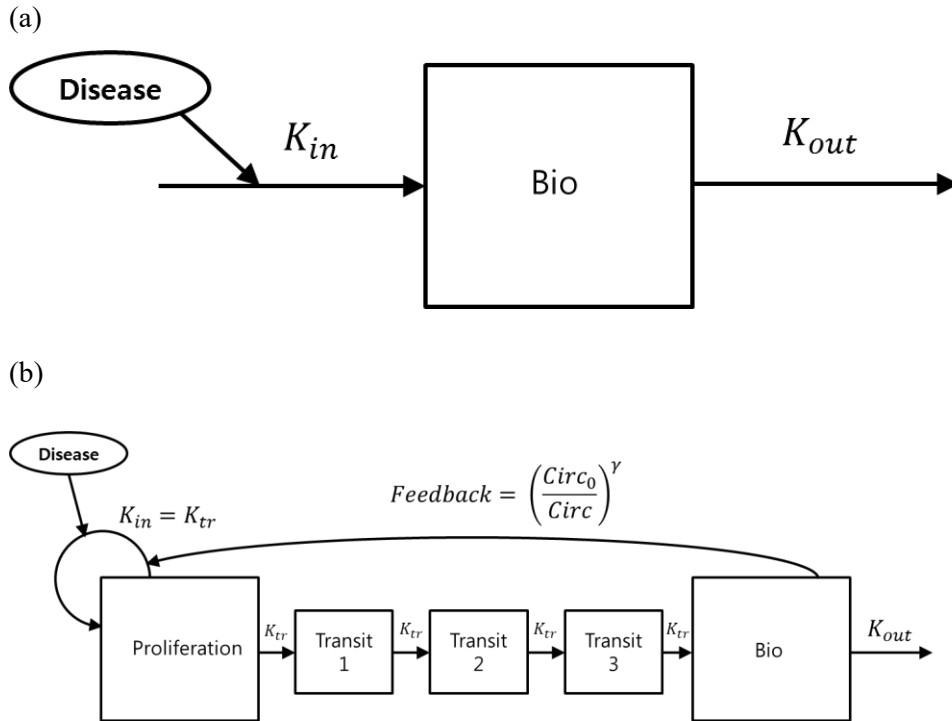 (a)
Disease
K_in
K_out
Bio
(b)
Disease
Feedback = (Circ_0 / Circ)^γ
K_in = K_tr
Proliferation
K_tr
Transit 1
K_tr
Transit 2
K_tr
Transit 3
K_tr
Bio
K_out